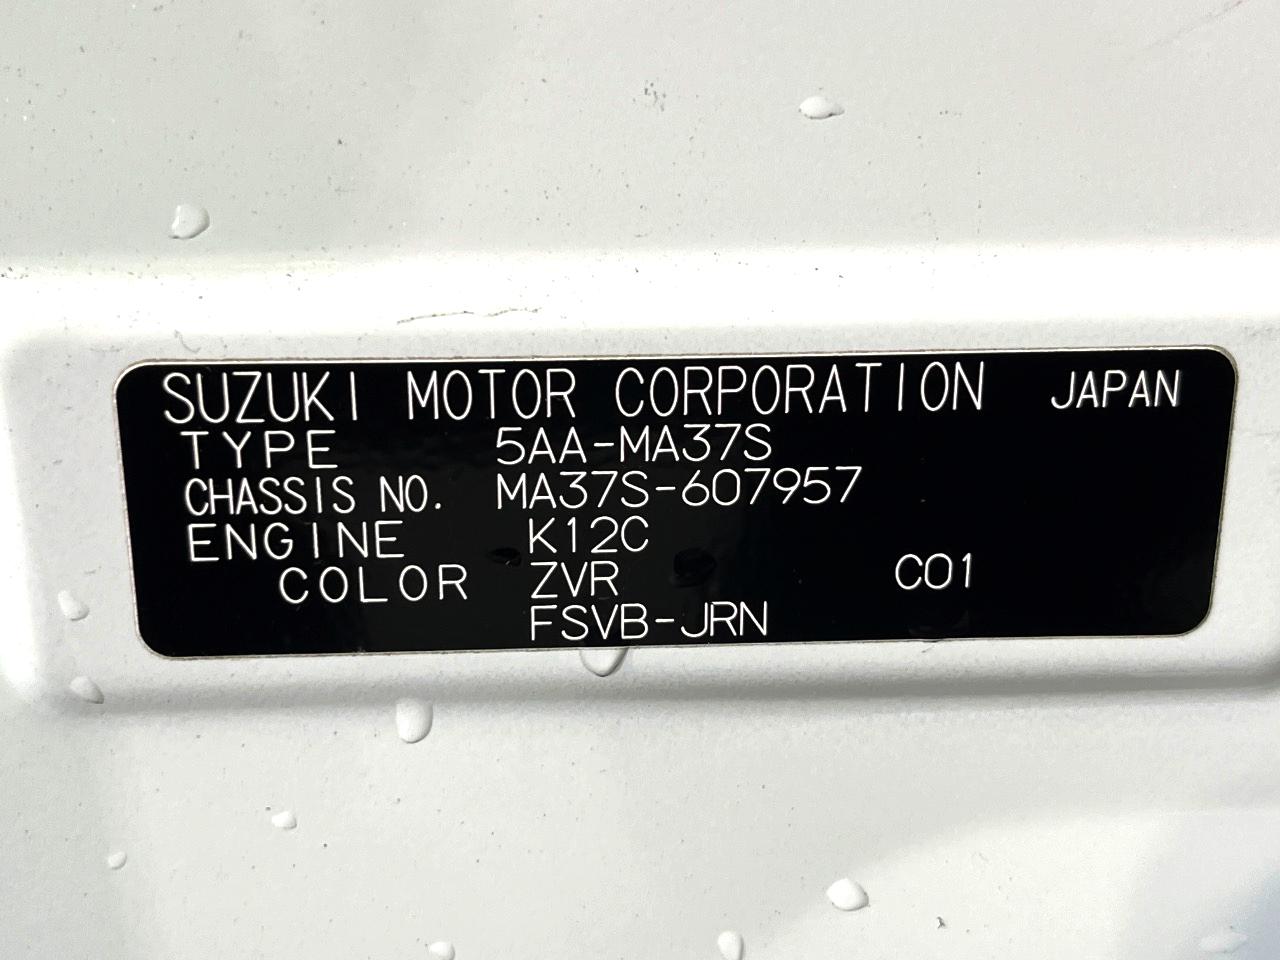 SUZUKI MOTOR CORPORATION JAPAN
TYPE 5AA-MA37S
CHASSIS NO. MA37S-607957
ENGINE K12C
COLOR ZVR C01
FSVB-JRN